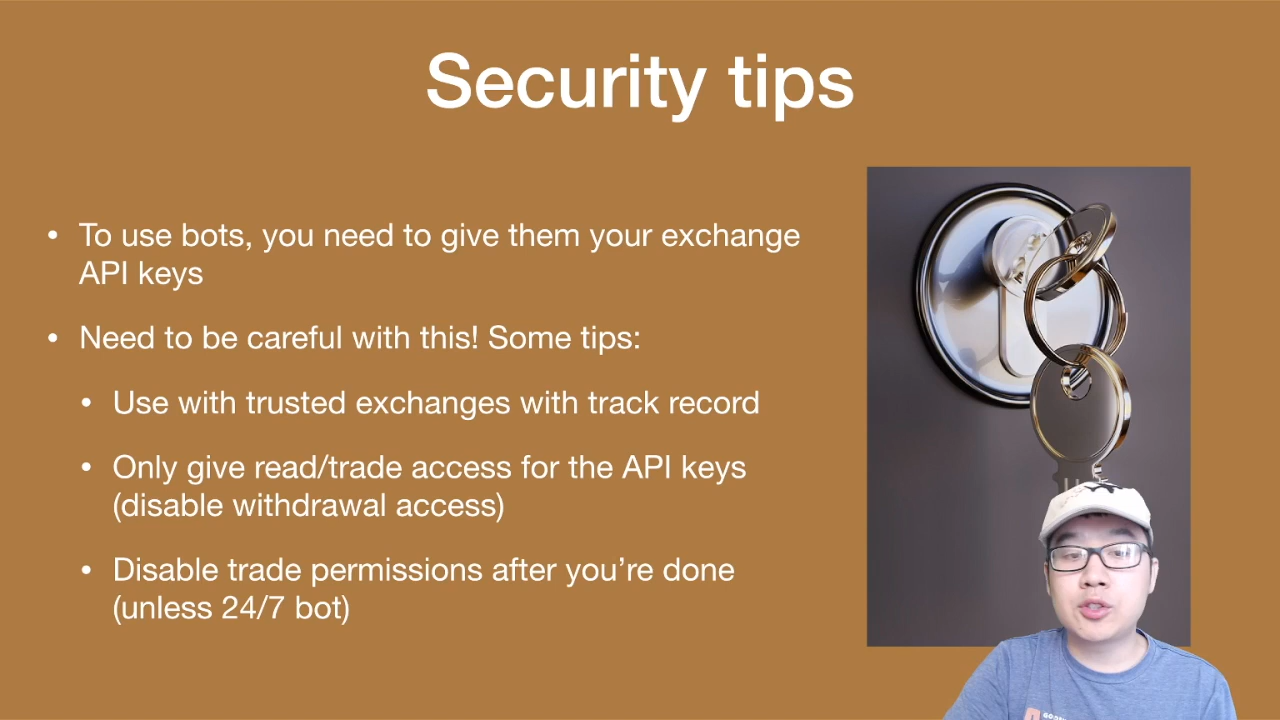 Security tips
• To use bots, you need to give them your exchange
API keys
• Need to be careful with this! Some tips:
• Use with trusted exchanges with track record
• Only give read/trade access for the API keys
(disable withdrawal access)
• Disable trade permissions after you’re done
(unless 24/7 bot)